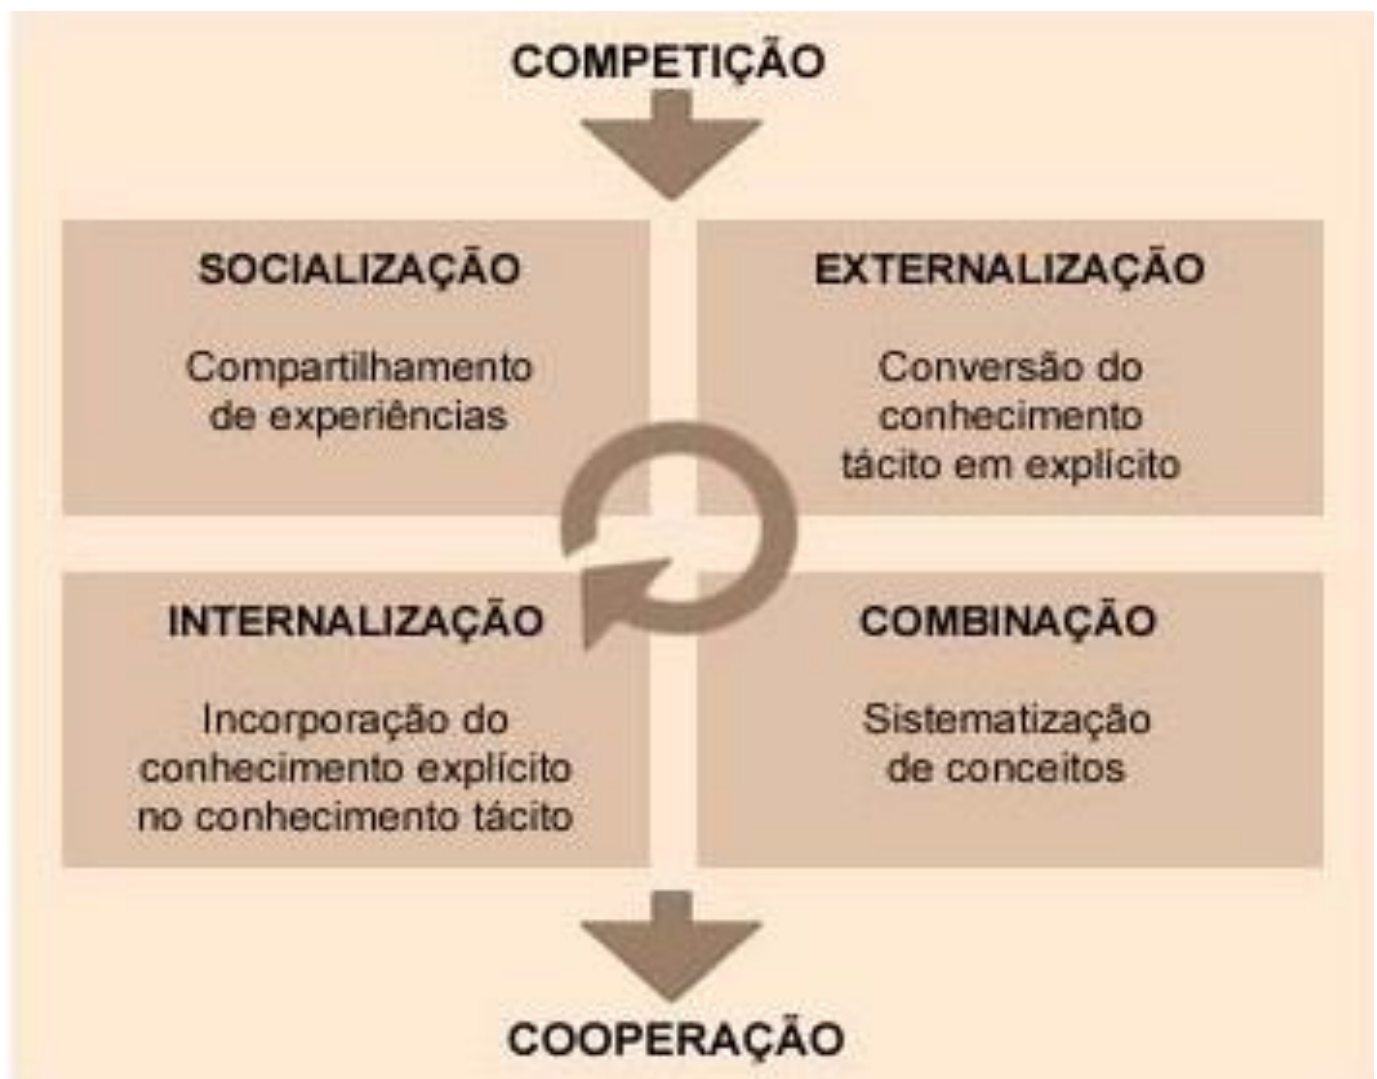 COMPETIÇÃO
SOCIALIZAÇÃO
Compartilhamento
de experiências
EXTERNALIZAÇÃO
Conversão do
conhecimento
tácito em explícito
INTERNALIZAÇÃO
Incorporação do
conhecimento explícito
no conhecimento tácito
COMBINAÇÃO
Sistematização
de conceitos
COOPERAÇÃO